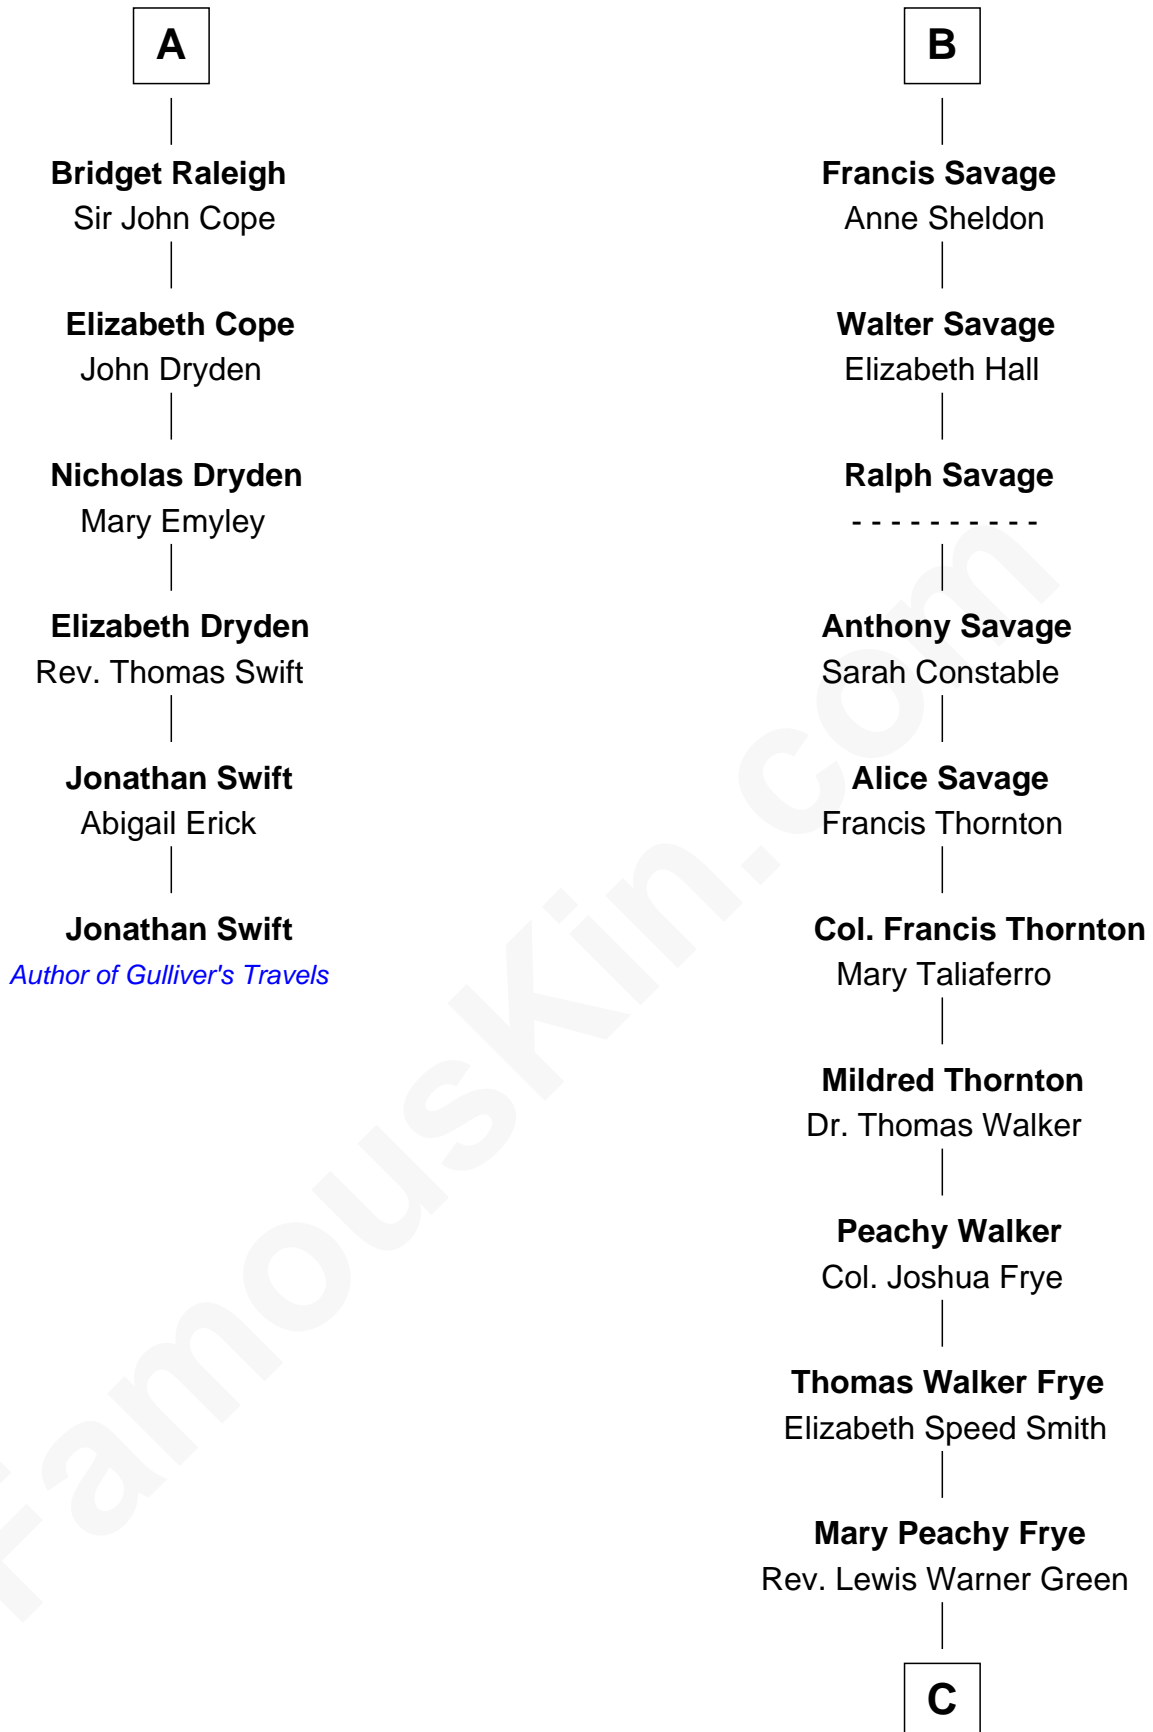 A
Bridget Raleigh
Sir John Cope
Elizabeth Cope
John Dryden
Nicholas Dryden
Mary Emyley
Elizabeth Dryden
Rev. Thomas Swift
Jonathan Swift
Abigail Erick
Jonathan Swift
Author of Gulliver's Travels
B
Francis Savage
Anne Sheldon
Walter Savage
Elizabeth Hall
Ralph Savage
- - - - - - - - - -
Anthony Savage
Sarah Constable
Alice Savage
Francis Thornton
Col. Francis Thornton
Mary Taliaferro
Mildred Thornton
Dr. Thomas Walker
Peachy Walker
Col. Joshua Frye
Thomas Walker Frye
Elizabeth Speed Smith
Mary Peachy Frye
Rev. Lewis Warner Green
C
FamousKin.com